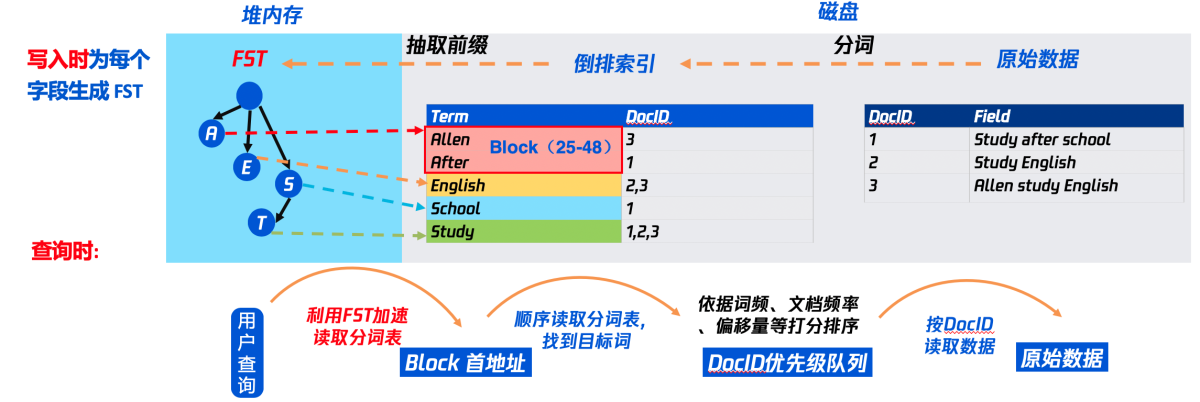 堆内存
磁盘
写入时为每个
字段生成 FST
FST
抽取前缀
倒排索引
分词
原始数据
A
E
S
T
Term DocID
Allen 3
After 1
Block（25-48）
English 2,3
School 1
Study 1,2,3
DocID Field
1 Study after school
2 Study English
3 Allen study English
查询时:
用户查询
利用FST加速
读取分词表
Block 首地址
顺序读取分词表,
找到目标词
依据词频、文档频率
、偏移量等打分排序
DocID优先级队列
按DocID
读取数据
原始数据